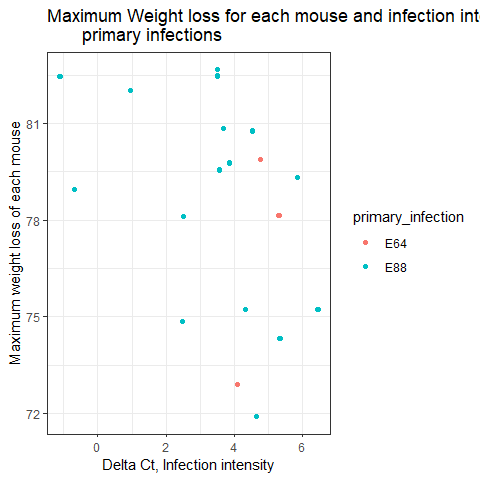 Maximum Weight loss for each mouse and infection int
primary infections
Maximum weight loss of each mouse
81
78
75
72
0 2 4 6
Delta Ct, Infection intensity
primary_infection
E64
E88